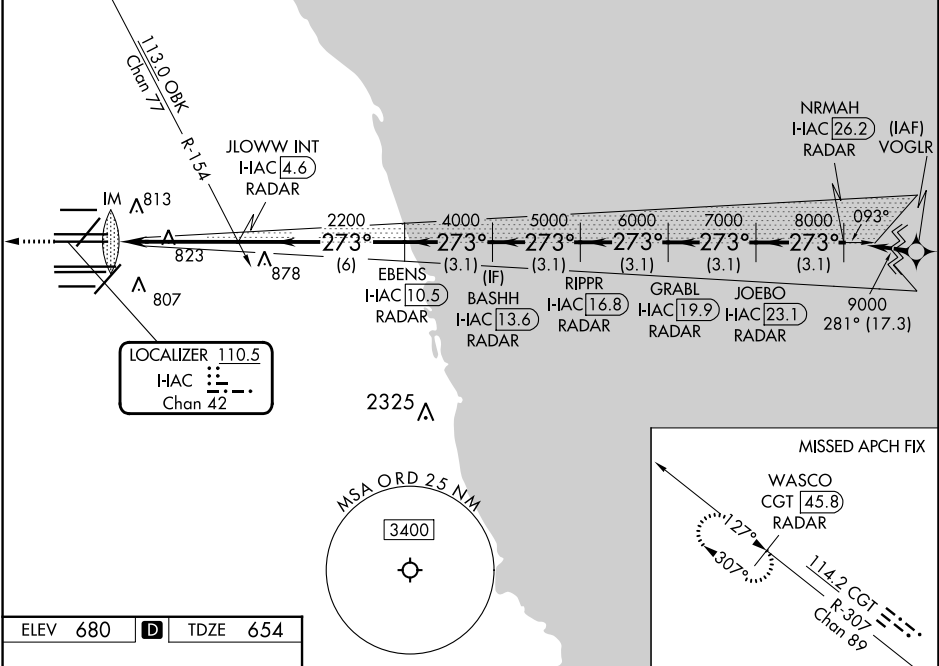 113.0 OBK
Chan 77
R-154
JLOWW INT
I-IAC 4.6
RADAR
NRMAH
I-IAC 26.2
RADAR
(IAF)
VOGLR
IM
813
823
878
807
2200
4000
5000
6000
7000
8000
093°
273°
273°
273°
273°
273°
273°
(6)
(3.1)
(3.1)
(3.1)
(3.1)
(3.1)
EBENS
I-IAC 10.5
RADAR
(IF)
BASHH
I-IAC 13.6
RADAR
RIPPR
I-IAC 16.8
RADAR
GRABL
I-IAC 19.9
RADAR
JOEBO
I-IAC 23.1
RADAR
9000
281° (17.3)
LOCALIZER 110.5
I-IAC
Chan 42
2325
MSA ORD 25 NM
3400
MISSED APCH FIX
WASCO
CGT 45.8
RADAR
127°
307°
114.2 CGT
R-307
Chan 89
ELEV 680 D TDZE 654